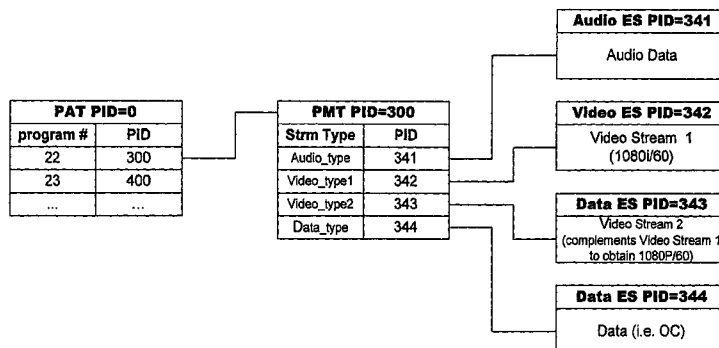 PAT PID=0
program # PID
22 300
23 400
... ...
PMT PID=300
Strm Type PID
Audio_type 341
Video_type1 342
Video_type2 343
Data_type 344
Audio ES PID=341
Audio Data
Video ES PID=342
Video Stream 1
(1080I/60)
Data ES PID=343
Video Stream 2
(complements Video Stream 1
to obtain 1080P/60)
Data ES PID=344
Data (i.e. OC)